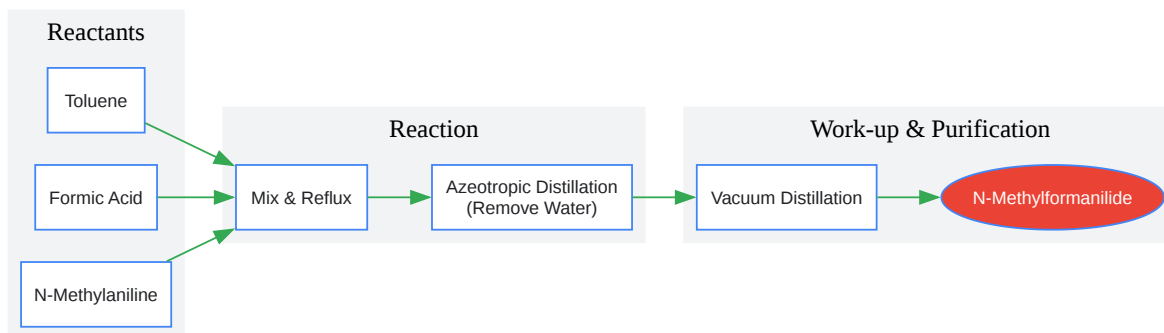 Reactants
Toluene
Formic Acid
N-Methylaniline
Reaction
Mix & Reflux
Azeotropic Distillation
(Remove Water)
Work-up & Purification
Vacuum Distillation
N-Methylformanilide